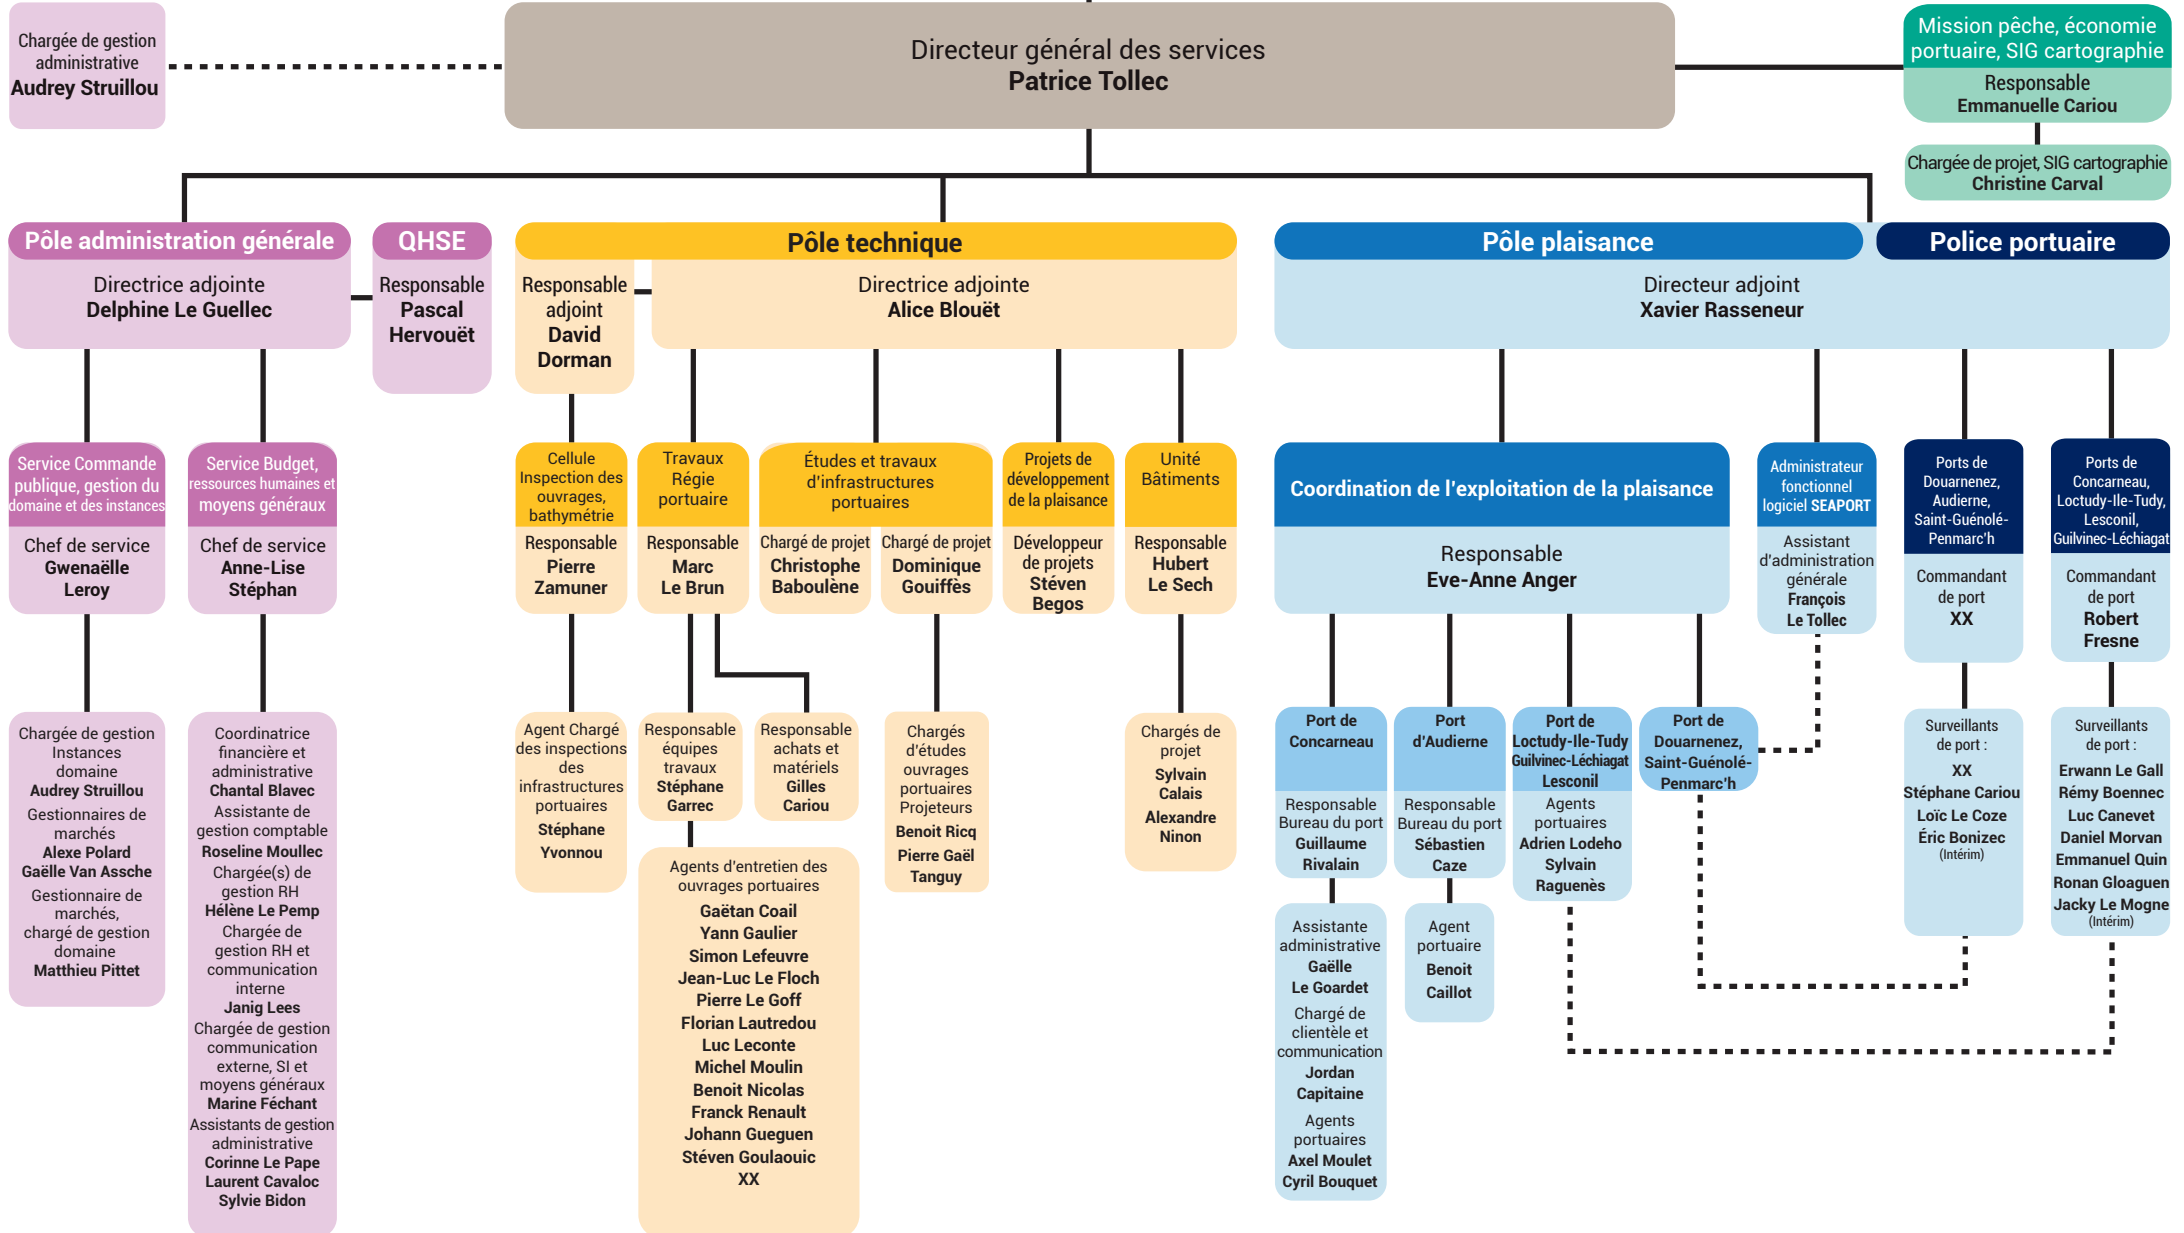 Chargée de gestion
administrative
Audrey Struillou
Directeur général des services
Patrice Tollec
Mission pêche, économie
portuaire, SIG cartographie
Responsable
Emmanuelle Cariou
Chargée de projet, SIG cartographie
Christine Carval
Pôle administration générale
Directrice adjointe
Delphine Le Guellec
QHSE
Responsable
Pascal
Hervouët
Pôle technique
Responsable
adjoint
David
Dorman
Directrice adjointe
Alice Blouët
Pôle plaisance
Police portuaire
Directeur adjoint
Xavier Rasseneur
Service Commande
publique, gestion du
domaine et des instances
Chef de service
Gwenaëlle
Leroy
Service Budget,
ressources humaines et
moyens généraux
Chef de service
Anne-Lise
Stéphan
Cellule
Inspection des
ouvrages,
bathymétrie
Responsable
Pierre
Zamuner
Travaux
Régie
portuaire
Responsable
Marc
Le Brun
Études et travaux
d'infrastructures
portuaires
Chargé de projet
Christophe
Baboulène
Chargé de projet
Dominique
Gouiffès
Projets de
développement
de la plaisance
Développeur
de projets
Stéven
Begos
Unité
Bâtiments
Responsable
Hubert
Le Sech
Coordination de l'exploitation de la plaisance
Responsable
Eve-Anne Anger
Administrateur
fonctionnel
logiciel SEAPORT
Assistant
d'administration
générale
François
Le Tollec
Ports de
Douarnenez,
Audierne,
Saint-Guénolé-
Penmarc'h
Commandant
de port
XX
Ports de
Concarneau,
Loctudy-Ile-Tudy,
Lesconil,
Guilvinec-Léchiagat
Commandant
de port
Robert
Fresne
Chargée de gestion
Instances
domaine
Audrey Struillou
Gestionnaires de
marchés
Alexe Polard
Gaëlle Van Assche
Gestionnaire de
marchés,
chargé de gestion
domaine
Matthieu Pittet
Coordinatrice
financière et
administrative
Chantal Blavec
Assistante de
gestion comptable
Roseline Moullec
Chargée(s) de
gestion RH
Hélène Le Pemp
Chargée de
gestion RH et
communication
interne
Janig Lees
Chargée de gestion
communication
externe, SI et
moyens généraux
Marine Féchant
Assistants de gestion
administrative
Corinne Le Pape
Laurent Cavaloc
Sylvie Bidon
Agent Chargé
des inspections
des
infrastructures
portuaires
Stéphane
Yvonnou
Responsable
équipes
travaux
Stéphane
Garrec
Responsable
achats et
matériels
Gilles
Cariou
Agents d'entretien des
ouvrages portuaires
Gaëtan Coail
Yann Gaulier
Simon Lefeuvre
Jean-Luc Le Floch
Pierre Le Goff
Florian Lautredou
Luc Leconte
Michel Moulin
Benoit Nicolas
Franck Renault
Johann Gueguen
Stéven Goulaouic
XX
Chargés
d'études
ouvrages
portuaires
Projeteurs
Benoit Ricq
Pierre Gaël
Tanguy
Chargés de
projet
Sylvain
Calais
Alexandre
Ninon
Port de
Concarneau
Responsable
Bureau du port
Guillaume
Rivalain
Assistante
administrative
Gaëlle
Le Goardet
Chargé de
clientèle et
communication
Jordan
Capitaine
Agents
portuaires
Axel Moulet
Cyril Bouquet
Port
d'Audierne
Responsable
Bureau du port
Sébastien
Caze
Agent
portuaire
Benoit
Caillot
Port de
Loctudy-Ile-Tudy
Guilvinec-Léchiagat
Lesconil
Agents
portuaires
Adrien Lodeho
Sylvain
Raguenès
Port de
Douarnenez,
Saint-Guénolé-
Penmarc'h
Surveillants
de port :
XX
Stéphane Cariou
Loïc Le Coze
Éric Bonizec
(Intérim)
Surveillants
de port :
Erwann Le Gall
Rémy Boennec
Luc Canevet
Daniel Morvan
Emmanuel Quin
Ronan Gloaguen
Jacky Le Mogne
(Intérim)